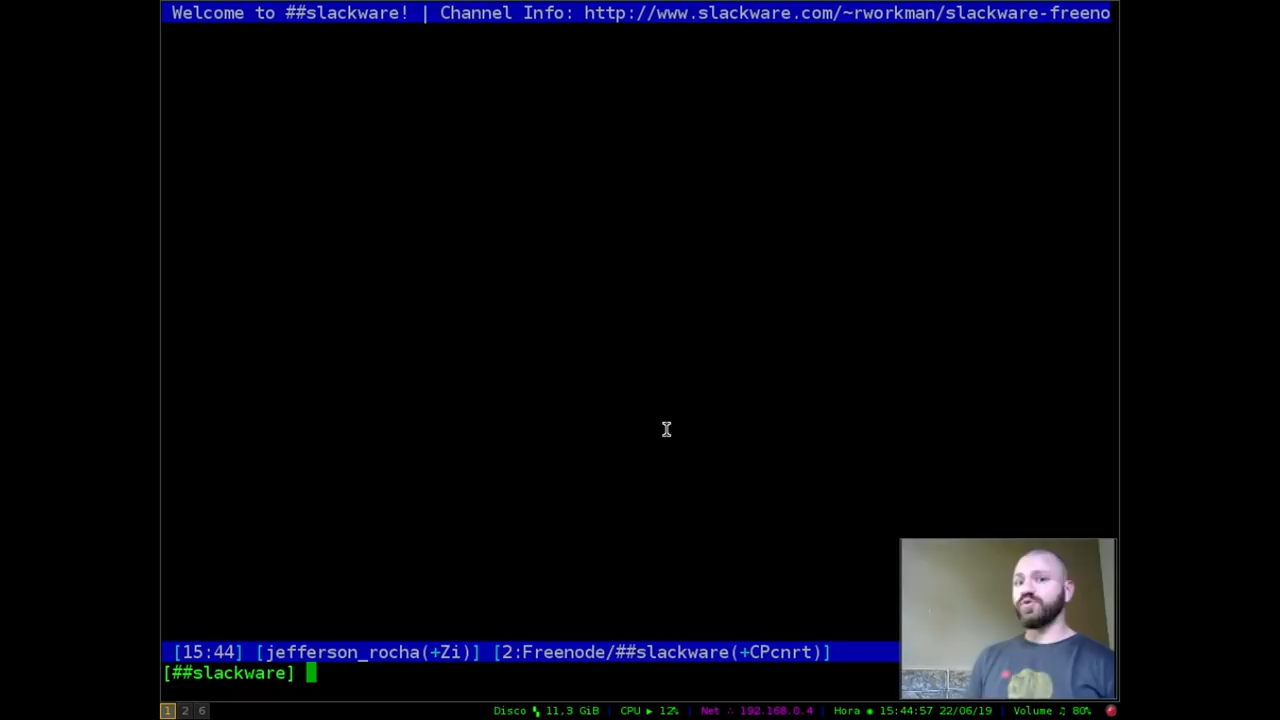 Welcome to ##slackware! | Channel Info: http://www.slackware.com/~rworkman/slackware-freeno
[15:44] [jefferson_rocha(+Zi)] [2:Freenode/##slackware(+CPcnrt)]
[##slackware]
1 2 6 Disco 11,3 GiB | CPU ▶ 12% | Net ∴ 192.168.0.4 | Hora ◉ 15:44:57 22/06/19 | Volume ♫ 80%